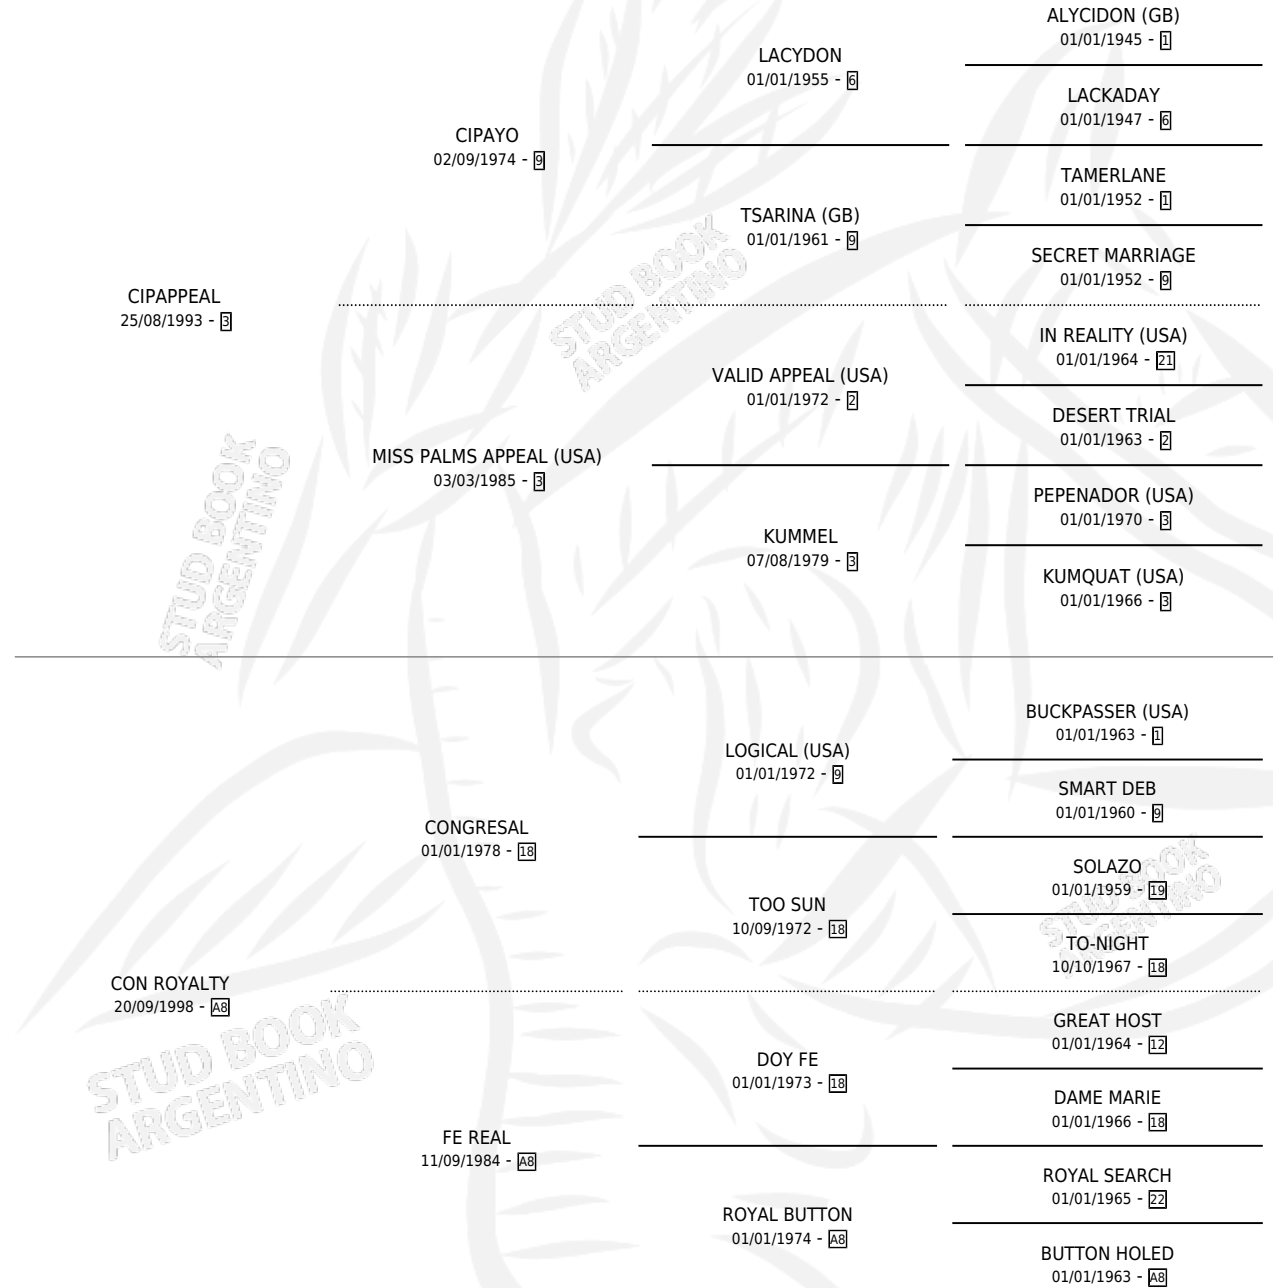 ALYCIDON (GB)
01/01/1945 - 1
LACYDON
01/01/1955 - 6
LACKADAY
01/01/1947 - 6
CIPAYO
02/09/1974 - 9
TAMERLANE
01/01/1952 - 1
TSARINA (GB)
01/01/1961 - 9
SECRET MARRIAGE
01/01/1952 - 9
CIPAPPEAL
25/08/1993 - 3
IN REALITY (USA)
01/01/1964 - 21
VALID APPEAL (USA)
01/01/1972 - 2
DESERT TRIAL
01/01/1963 - 2
MISS PALMS APPEAL (USA)
03/03/1985 - 3
PEPENADOR (USA)
01/01/1970 - 3
KUMMEL
07/08/1979 - 3
KUMQUAT (USA)
01/01/1966 - 3
STUD BOOK
ARGENTINO
STUD BOOK
ARGENTINO
BUCKPASSER (USA)
01/01/1963 - 1
LOGICAL (USA)
01/01/1972 - 9
SMART DEB
01/01/1960 - 9
CONGRESAL
01/01/1978 - 18
SOLAZO
01/01/1959 - 19
TOO SUN
10/09/1972 - 18
TO-NIGHT
10/10/1967 - 18
CON ROYALTY
20/09/1998 - A8
GREAT HOST
01/01/1964 - 12
DOY FE
01/01/1973 - 18
DAME MARIE
01/01/1966 - 18
FE REAL
11/09/1984 - A8
ROYAL SEARCH
01/01/1965 - 22
ROYAL BUTTON
01/01/1974 - A8
BUTTON HOLED
01/01/1963 - A8
STUD BOOK
ARGENTINO
STUD BOOK
ARGENTINO